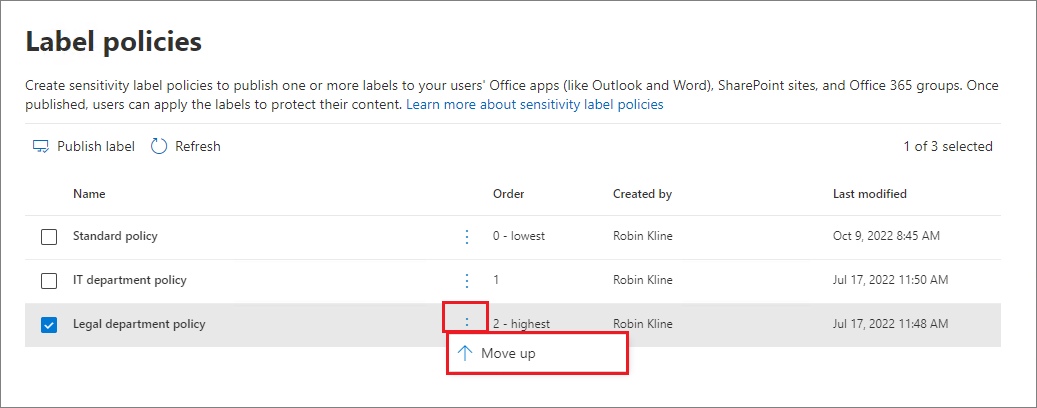 Label policies
Create sensitivity label policies to publish one or more labels to your users' Office apps (like Outlook and Word), SharePoint sites, and Office 365 groups. Once
published, users can apply the labels to protect their content. Learn more about sensitivity label policies
Publish label Refresh 1 of 3 selected
Name Order Created by Last modified
Standard policy 0 - lowest Robin Kline Oct 9, 2022 8:45 AM
IT department policy 1 Robin Kline Jul 17, 2022 11:50 AM
Legal department policy 2 - highest Robin Kline Jul 17, 2022 11:48 AM
Move up